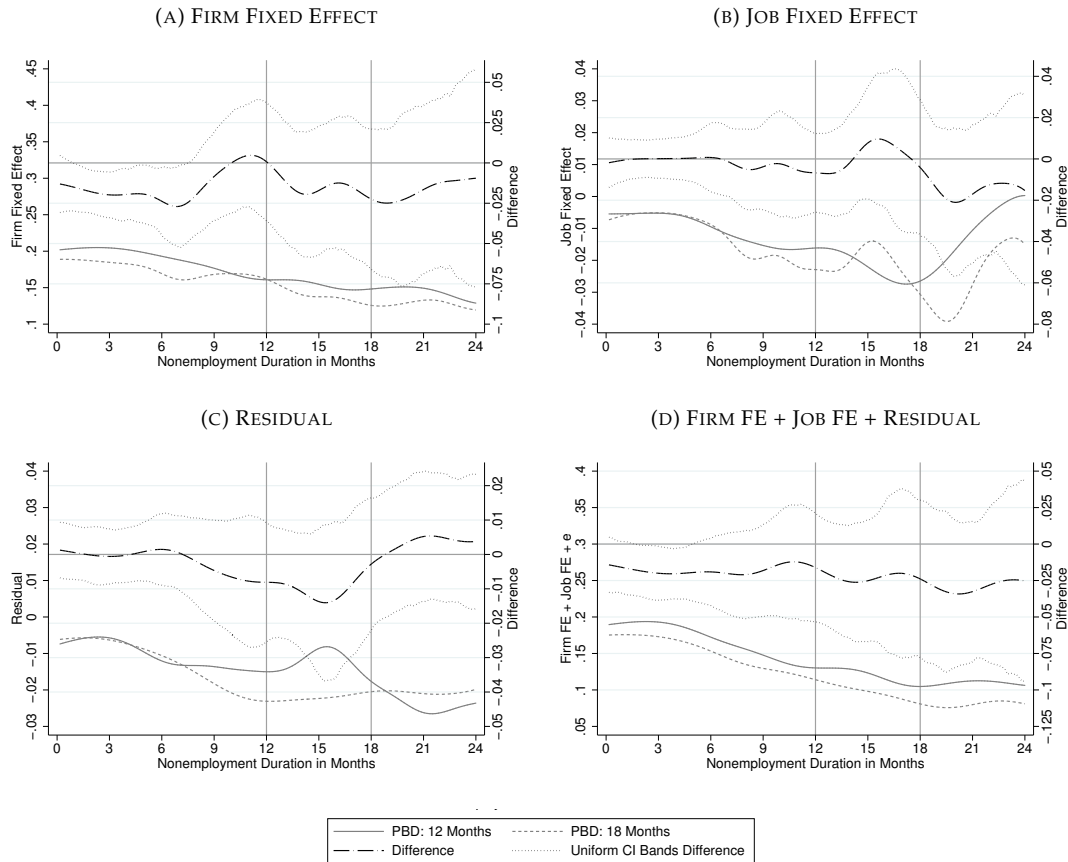 (A) FIRM FIXED EFFECT
.45
.4
.35
.3
.25
.2
.15
.1
Firm Fixed Effect
.05
.025
0
-.025
-.05
-.075
-.1
Difference
0 3 6 9 12 15 18 21 24
Nonemployment Duration in Months
(B) JOB FIXED EFFECT
.04
.03
.02
.01
0
-.01
-.02
-.03
-.04
Job Fixed Effect
.04
.02
0
-.02
-.04
-.06
-.08
Difference
0 3 6 9 12 15 18 21 24
Nonemployment Duration in Months
(C) RESIDUAL
.04
.03
.02
.01
0
-.01
-.02
-.03
Residual
.02
.01
0
-.01
-.02
-.03
-.04
-.05
Difference
0 3 6 9 12 15 18 21 24
Nonemployment Duration in Months
(D) FIRM FE + JOB FE + RESIDUAL
.4
.35
.3
.25
.2
.15
.1
.05
Firm FE + Job FE + e
.05
.025
0
-.025
-.05
-.075
-.1
-.125
Difference
0 3 6 9 12 15 18 21 24
Nonemployment Duration in Months
PBD: 12 Months PBD: 18 Months
Difference Uniform CI Bands Difference